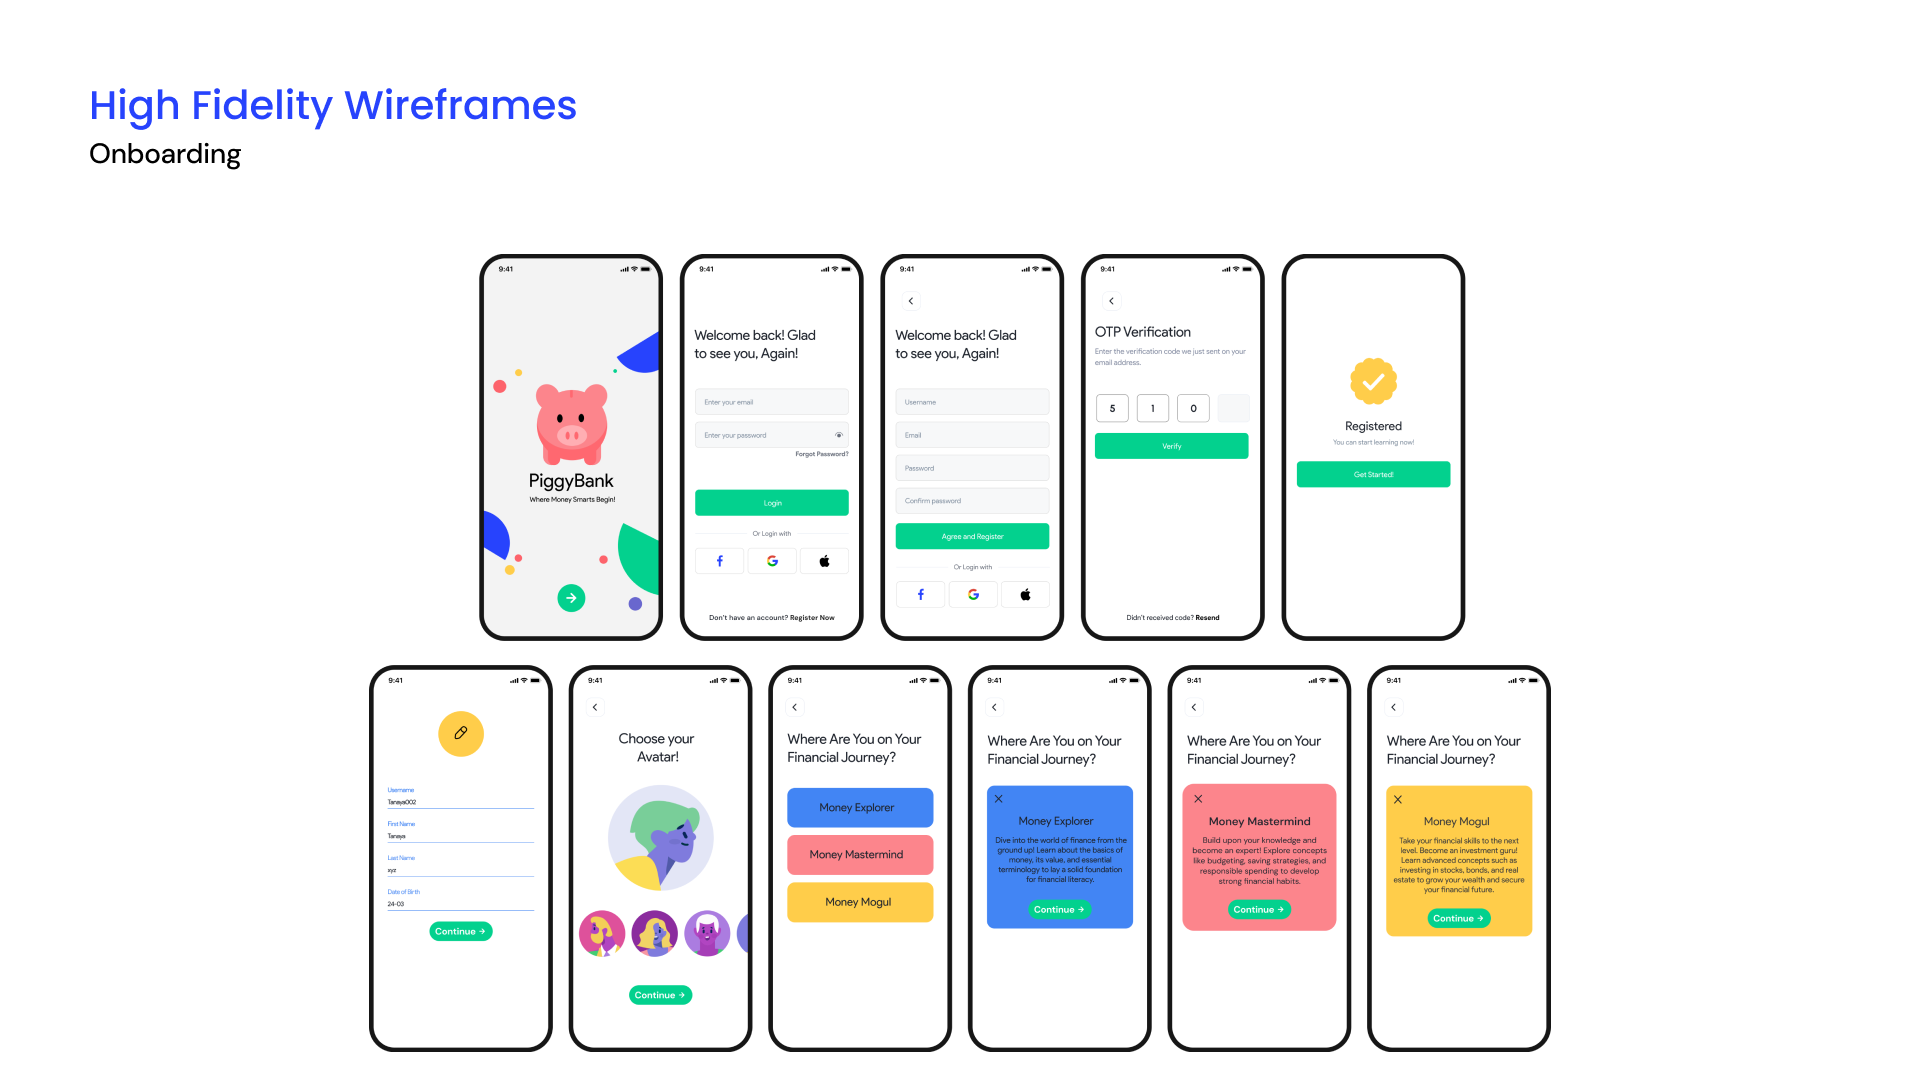 High Fidelity Wireframes
Onboarding
9:41
PiggyBank
Where Money Smarts Begin!
9:41
Welcome back! Glad
to see you, Again!
Enter your email
Enter your password
Forgot Password?
Login
Or Login with
Don't have an account? Register Now
9:41
Welcome back! Glad
to see you, Again!
Username
Email
Password
Confirm password
Agree and Register
Or Login with
9:41
OTP Verification
Enter the verification code we just sent on your
email address.
5 1 0
Verify
Didn't received code? Resend
Registered
You can start learning now!
Get Started!
9:41
Username
Tanaya002
First Name
Tanaya
Last Name
xyz
Date of Birth
24-03
Continue
9:41
Choose your
Avatar!
Continue
9:41
Where Are You on Your
Financial Journey?
Money Explorer
Money Mastermind
Money Mogul
9:41
Where Are You on Your
Financial Journey?
Money Explorer
Dive into the world of finance from the
ground up! Learn about the basics of
money, its value, and essential
terminology to lay a solid foundation
for financial literacy.
Continue
9:41
Where Are You on Your
Financial Journey?
Money Mastermind
Build upon your knowledge and
become an expert! Explore concepts
like budgeting, saving strategies, and
responsible spending to develop
strong financial habits.
Continue
9:41
Where Are You on Your
Financial Journey?
Money Mogul
Take your financial skills to the next
level. Become an investment guru!
Learn advanced concepts such as
investing in stocks, bonds, and real
estate to grow your wealth and secure
your financial future.
Continue